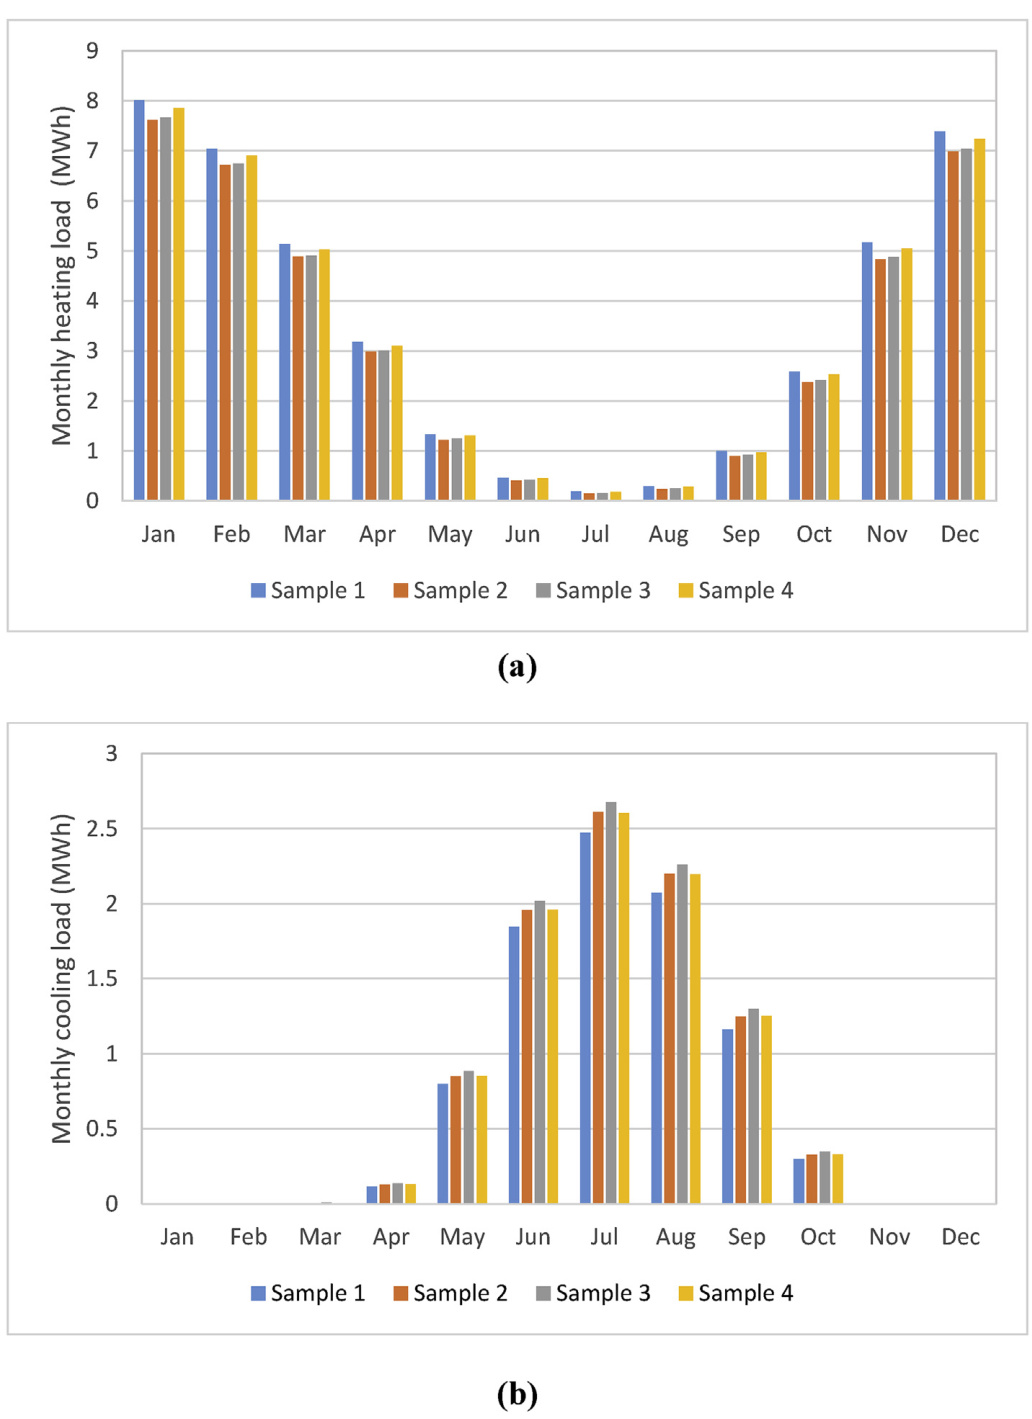 Monthly heating load (MWh)
9
8
7
6
5
4
3
2
1
0
Jan Feb Mar Apr May Jun Jul Aug Sep Oct Nov Dec
Sample 1 Sample 2 Sample 3 Sample 4
(a)
Monthly cooling load (MWh)
3
2.5
2
1.5
1
0.5
0
Jan Feb Mar Apr May Jun Jul Aug Sep Oct Nov Dec
Sample 1 Sample 2 Sample 3 Sample 4
(b)